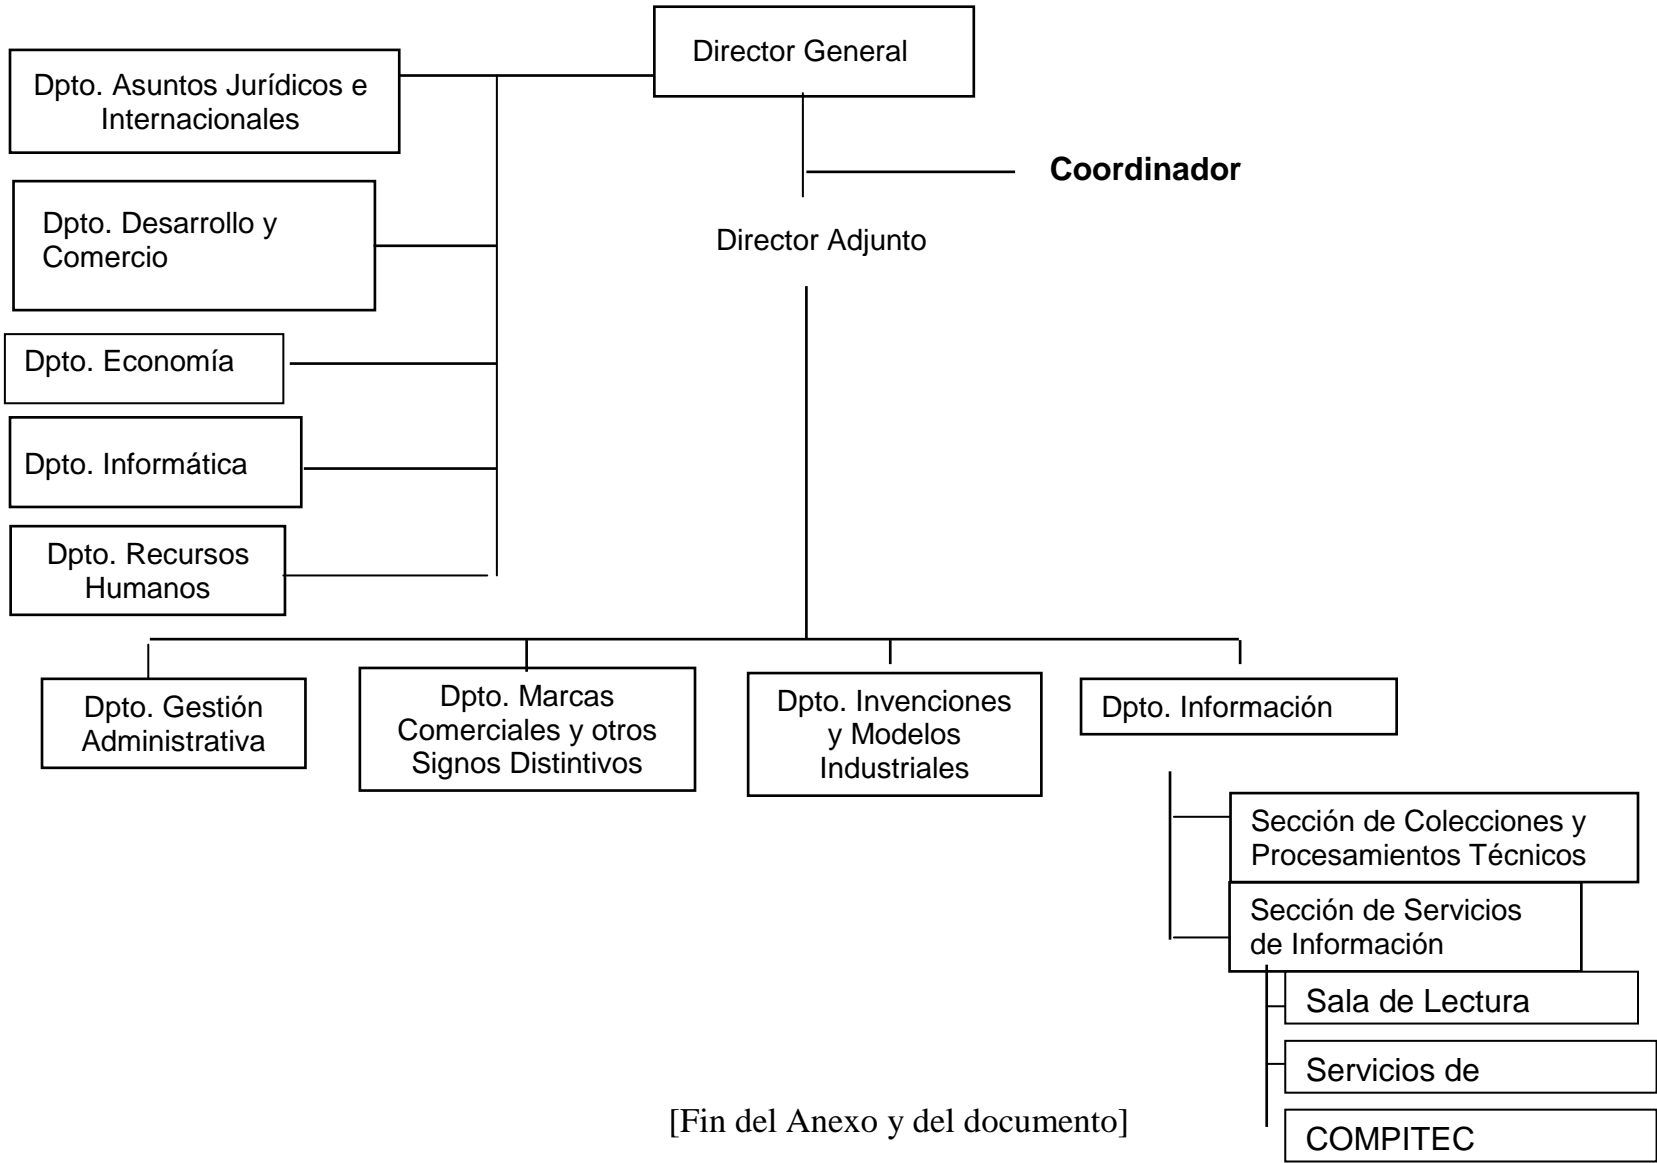 Director General
Dpto. Asuntos Jurídicos e
Internacionales
Coordinador
Dpto. Desarrollo y
Comercio
Director Adjunto
Dpto. Economía
Dpto. Informática
Dpto. Recursos
Humanos
Dpto. Gestión
Administrativa
Dpto. Marcas
Comerciales y otros
Signos Distintivos
Dpto. Invenciones
y Modelos
Industriales
Dpto. Información
Sección de Colecciones y
Procesamientos Técnicos
Sección de Servicios
de Información
Sala de Lectura
Servicios de
COMPITEC
[Fin del Anexo y del documento]